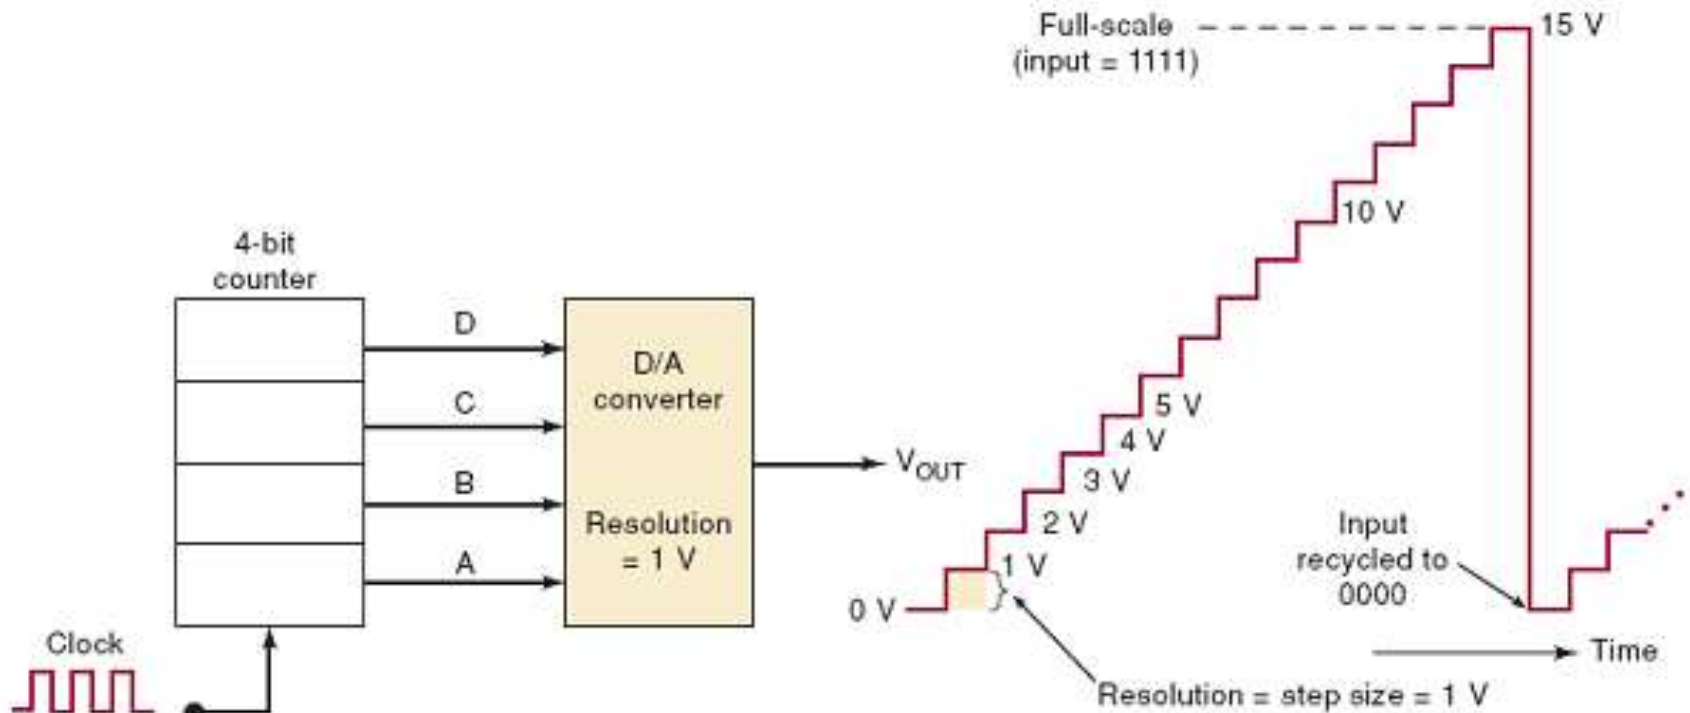 4-bit
counter
D
C
B
A
Clock
D/A
converter
Resolution
= 1 V
V_OUT
Full-scale
(input = 1111)
15 V
10 V
5 V
4 V
3 V
2 V
1 V
0 V
Input
recycled to
0000
Time
Resolution = step size = 1 V